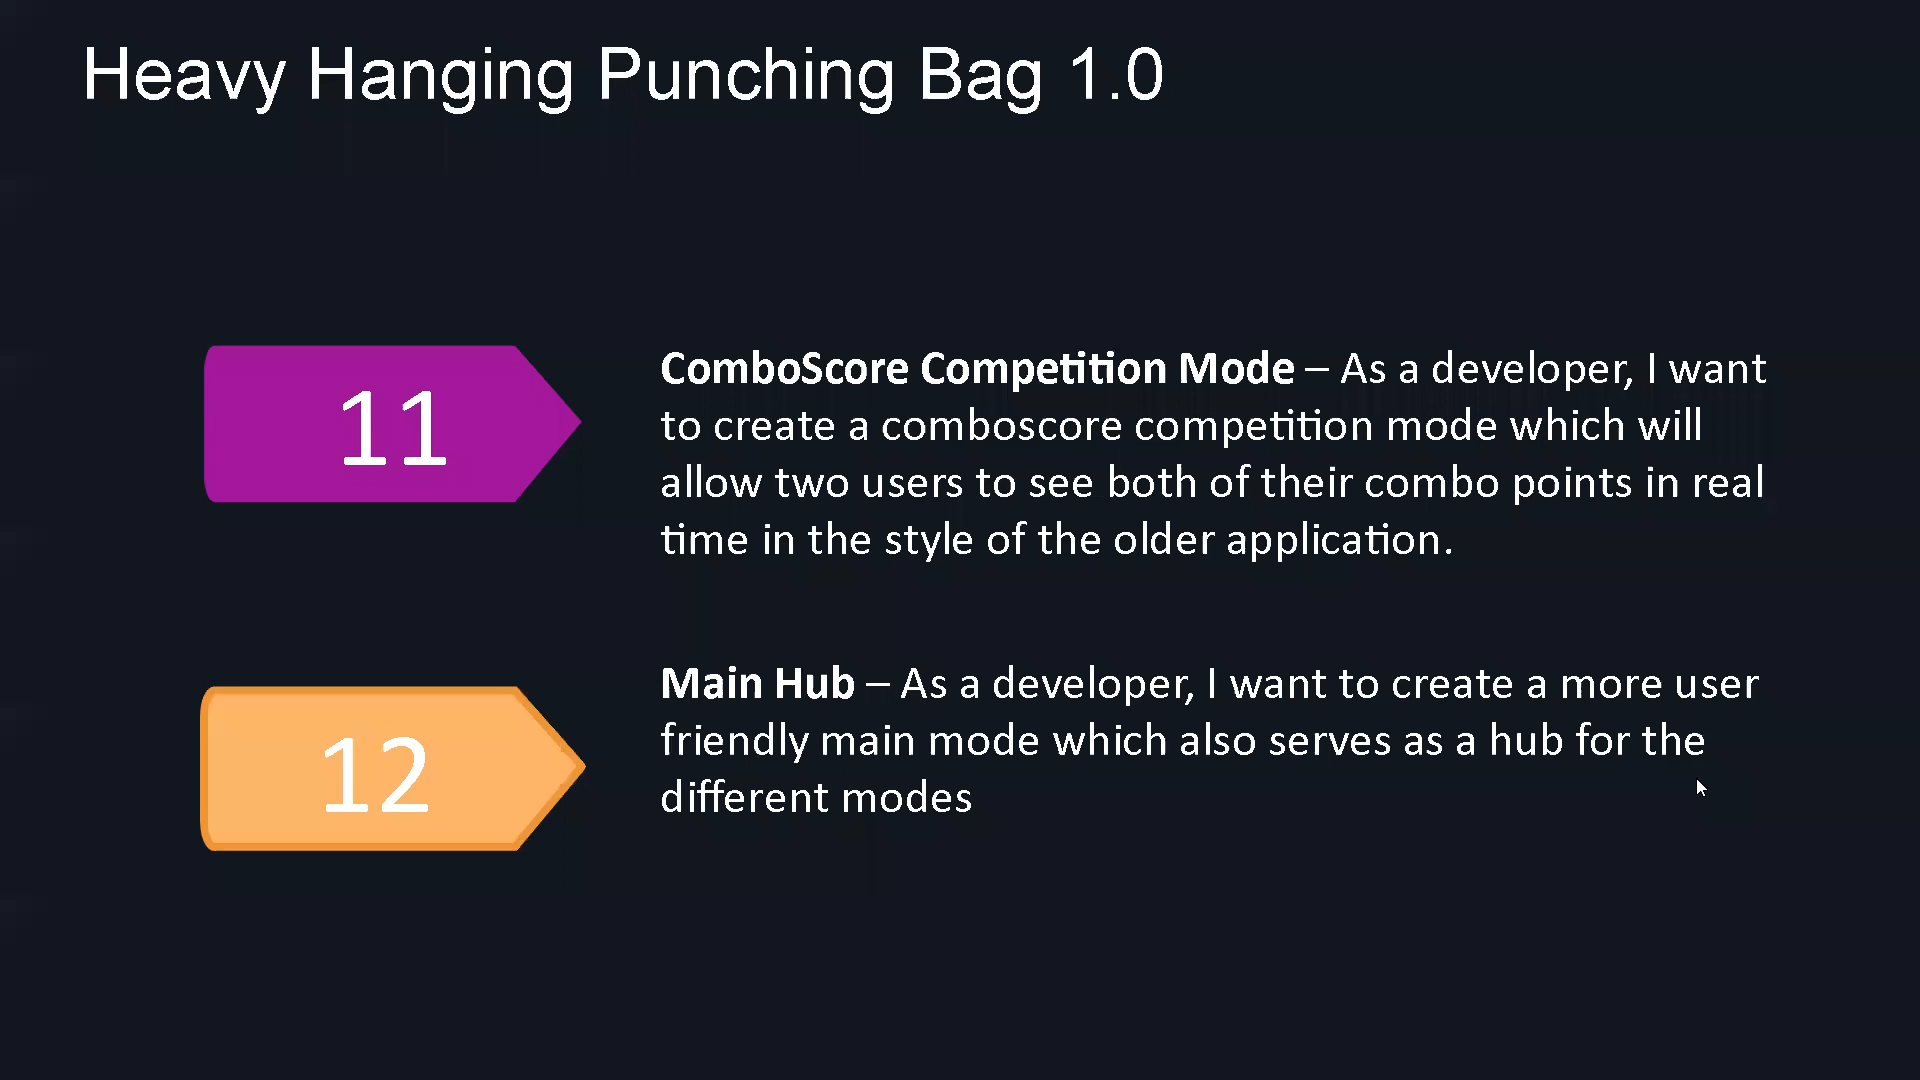 Heavy Hanging Punching Bag 1.0
11
ComboScore Competition Mode – As a developer, I want
to create a comboscore competition mode which will
allow two users to see both of their combo points in real
time in the style of the older application.
12
Main Hub – As a developer, I want to create a more user
friendly main mode which also serves as a hub for the
different modes